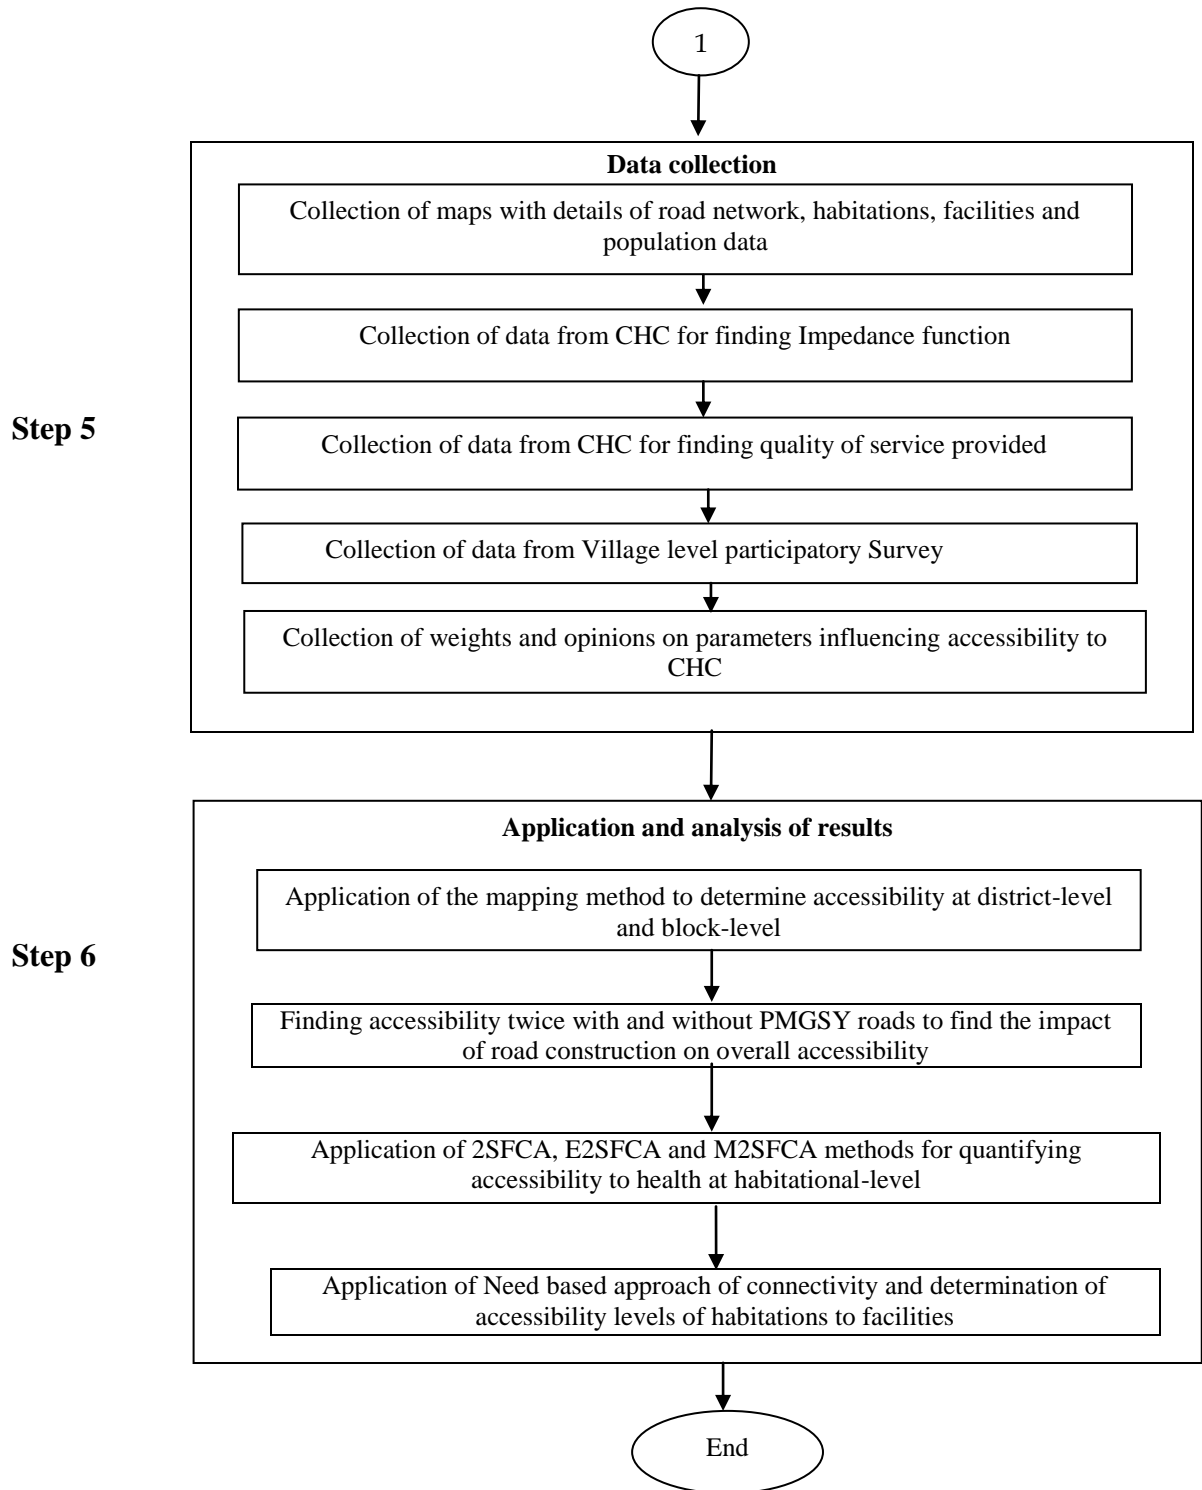 1
Data collection
Collection of maps with details of road network, habitations, facilities and
population data
Collection of data from CHC for finding Impedance function
Step 5
Collection of data from CHC for finding quality of service provided
Collection of data from Village level participatory Survey
Collection of weights and opinions on parameters influencing accessibility to
CHC
Application and analysis of results
Application of the mapping method to determine accessibility at district-level
and block-level
Step 6
Finding accessibility twice with and without PMGSY roads to find the impact
of road construction on overall accessibility
Application of 2SFCA, E2SFCA and M2SFCA methods for quantifying
accessibility to health at habitational-level
Application of Need based approach of connectivity and determination of
accessibility levels of habitations to facilities
End